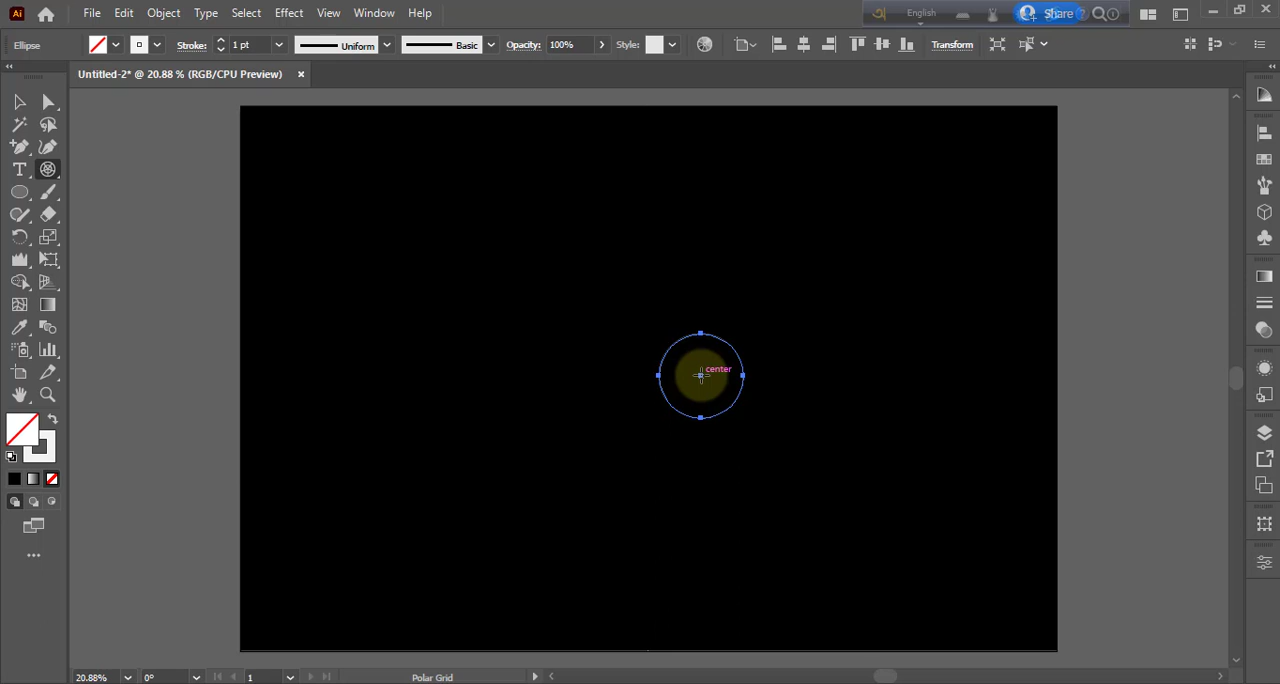 Ai File Edit Object Type Select Effect View Window Help অ English Share
Ellipse Stroke: 1 pt Uniform Basic Opacity: 100% Style: Transform
Untitled-2* @ 20.88 % (RGB/CPU Preview) ×
center
20.88% 0° 1 Polar Grid